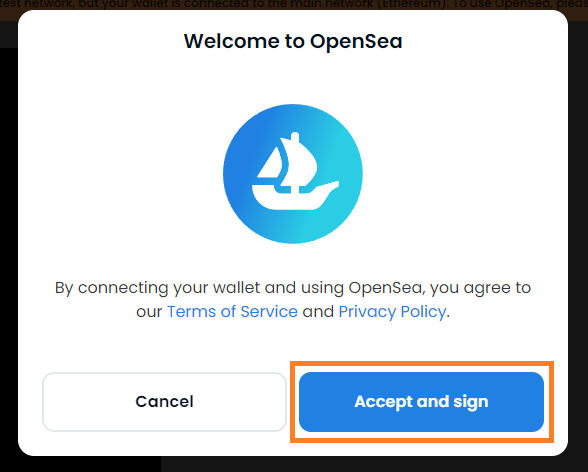 test network, but your wallet is connected to the main network (Ethereum). To use OpenSea, pleas
Welcome to OpenSea
By connecting your wallet and using OpenSea, you agree to
our Terms of Service and Privacy Policy.
Cancel
Accept and sign